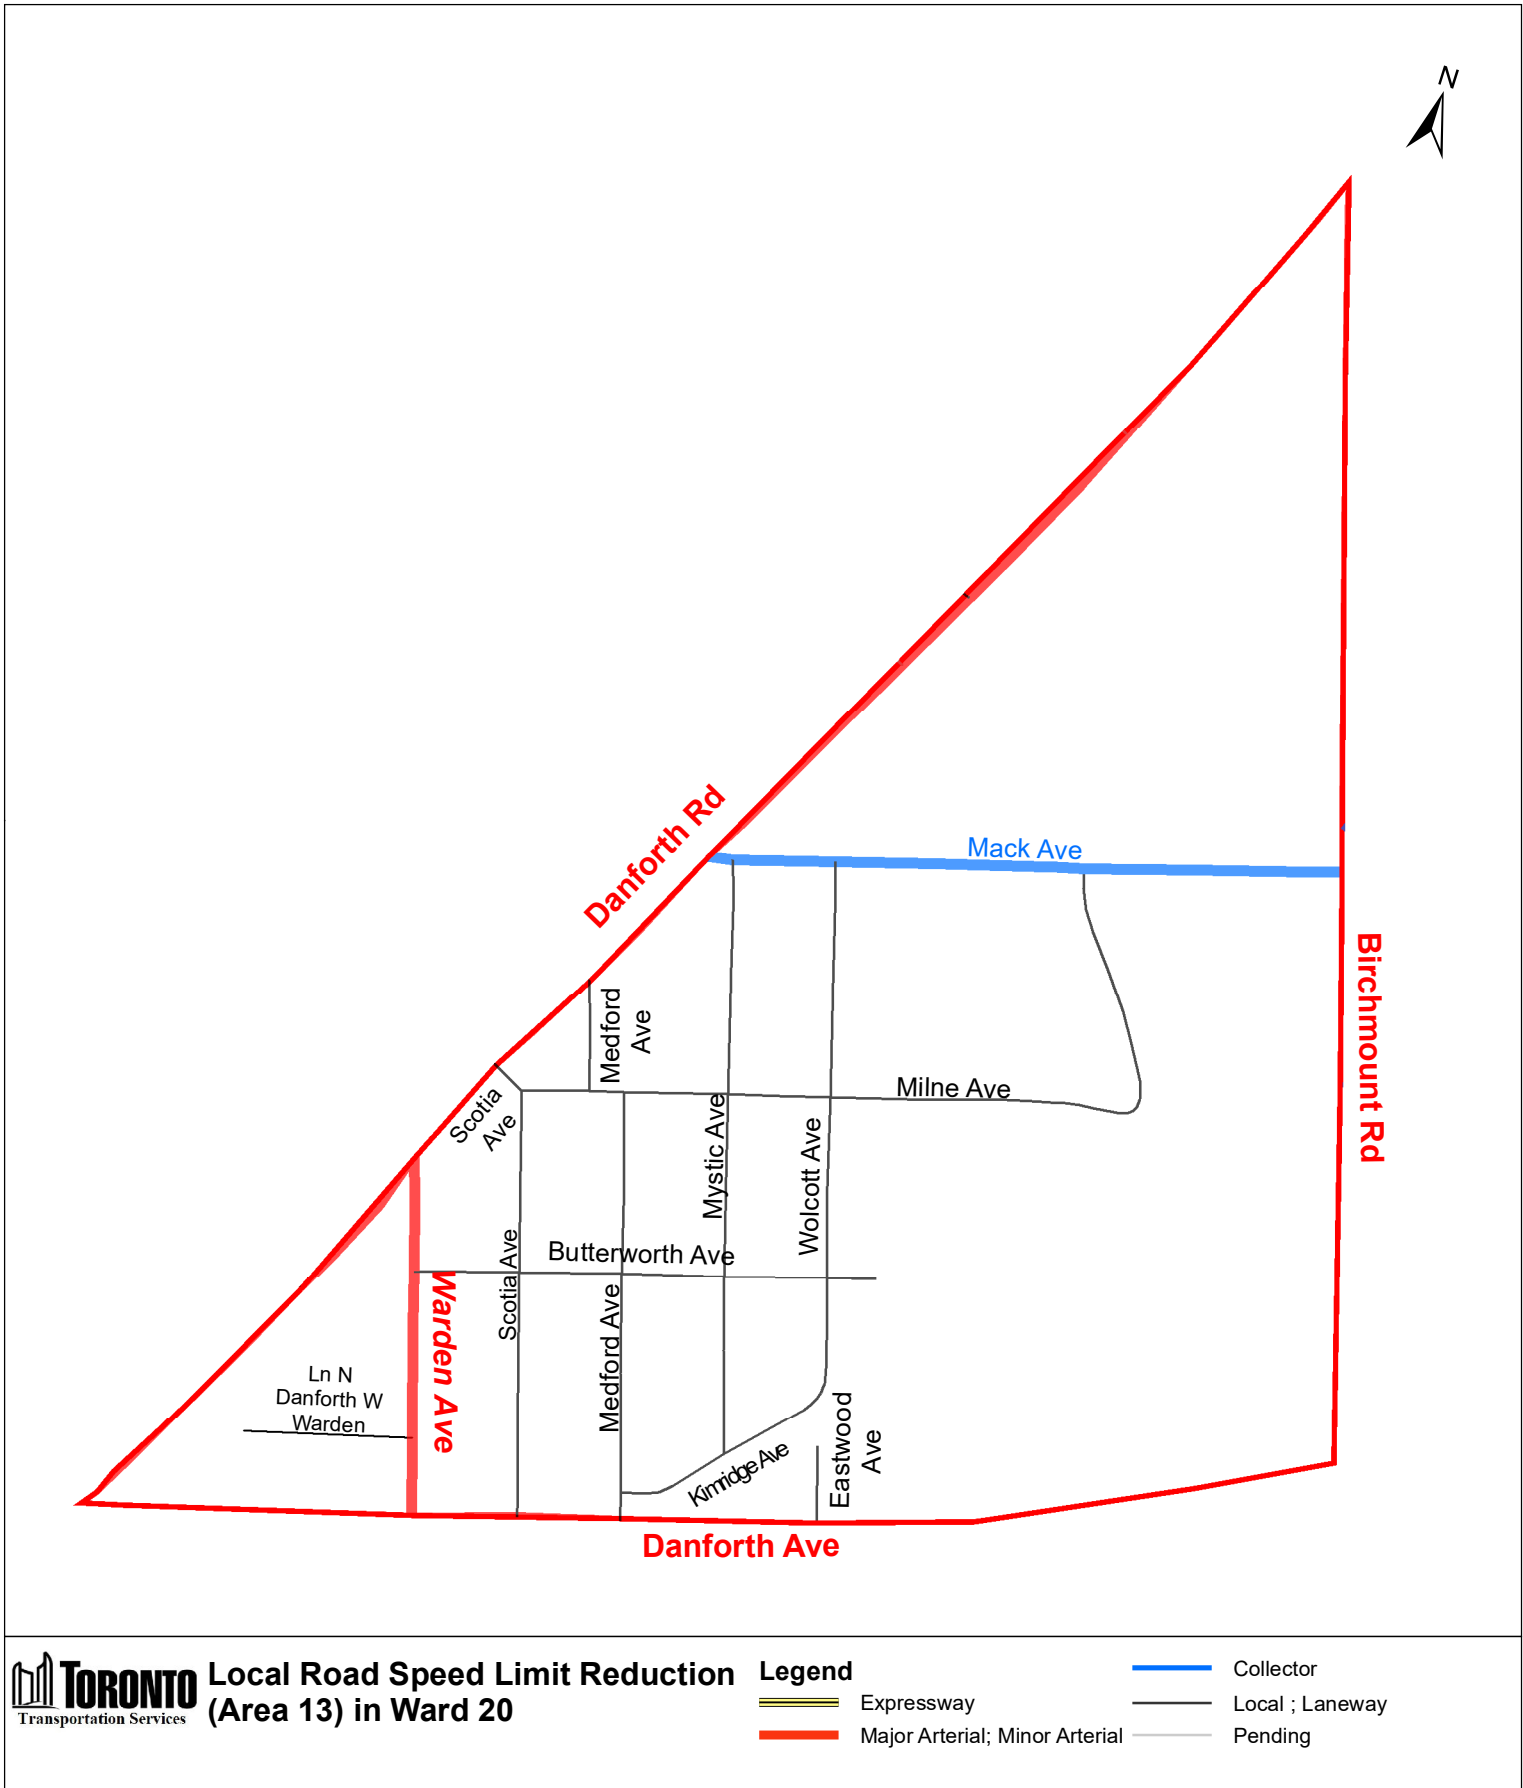 N
Danforth Rd
Mack Ave
Birchmount Rd
Medford
Ave
Milne Ave
Scotia
Ave
Mystic Ave
Wolcott Ave
Butterworth Ave
Scotia Ave
Medford Ave
Warden Ave
Ln N
Danforth W
Warden
Kimridge Ave
Eastwood
Ave
Danforth Ave
TORONTO
Transportation Services
Local Road Speed Limit Reduction
(Area 13) in Ward 20
Legend
Expressway
Major Arterial; Minor Arterial
Collector
Local ; Laneway
Pending